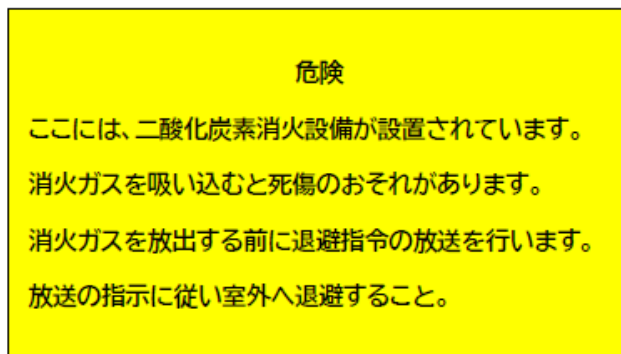 危険
ここには、二酸化炭素消火設備が設置されています。
消火ガスを吸い込むと死傷のおそれがあります。
消火ガスを放出する前に退避指令の放送を行います。
放送の指示に従い室外へ退避すること。